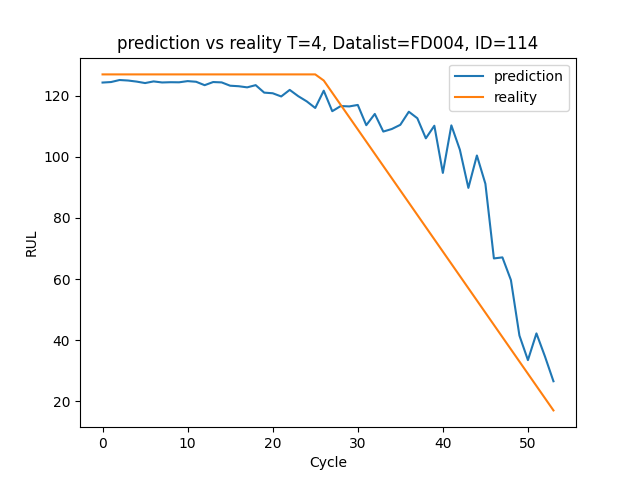 prediction vs reality T=4, Datalist=FD004, ID=114
prediction
reality
120
100
80
60
40
20
RUL
0 10 20 30 40 50
Cycle